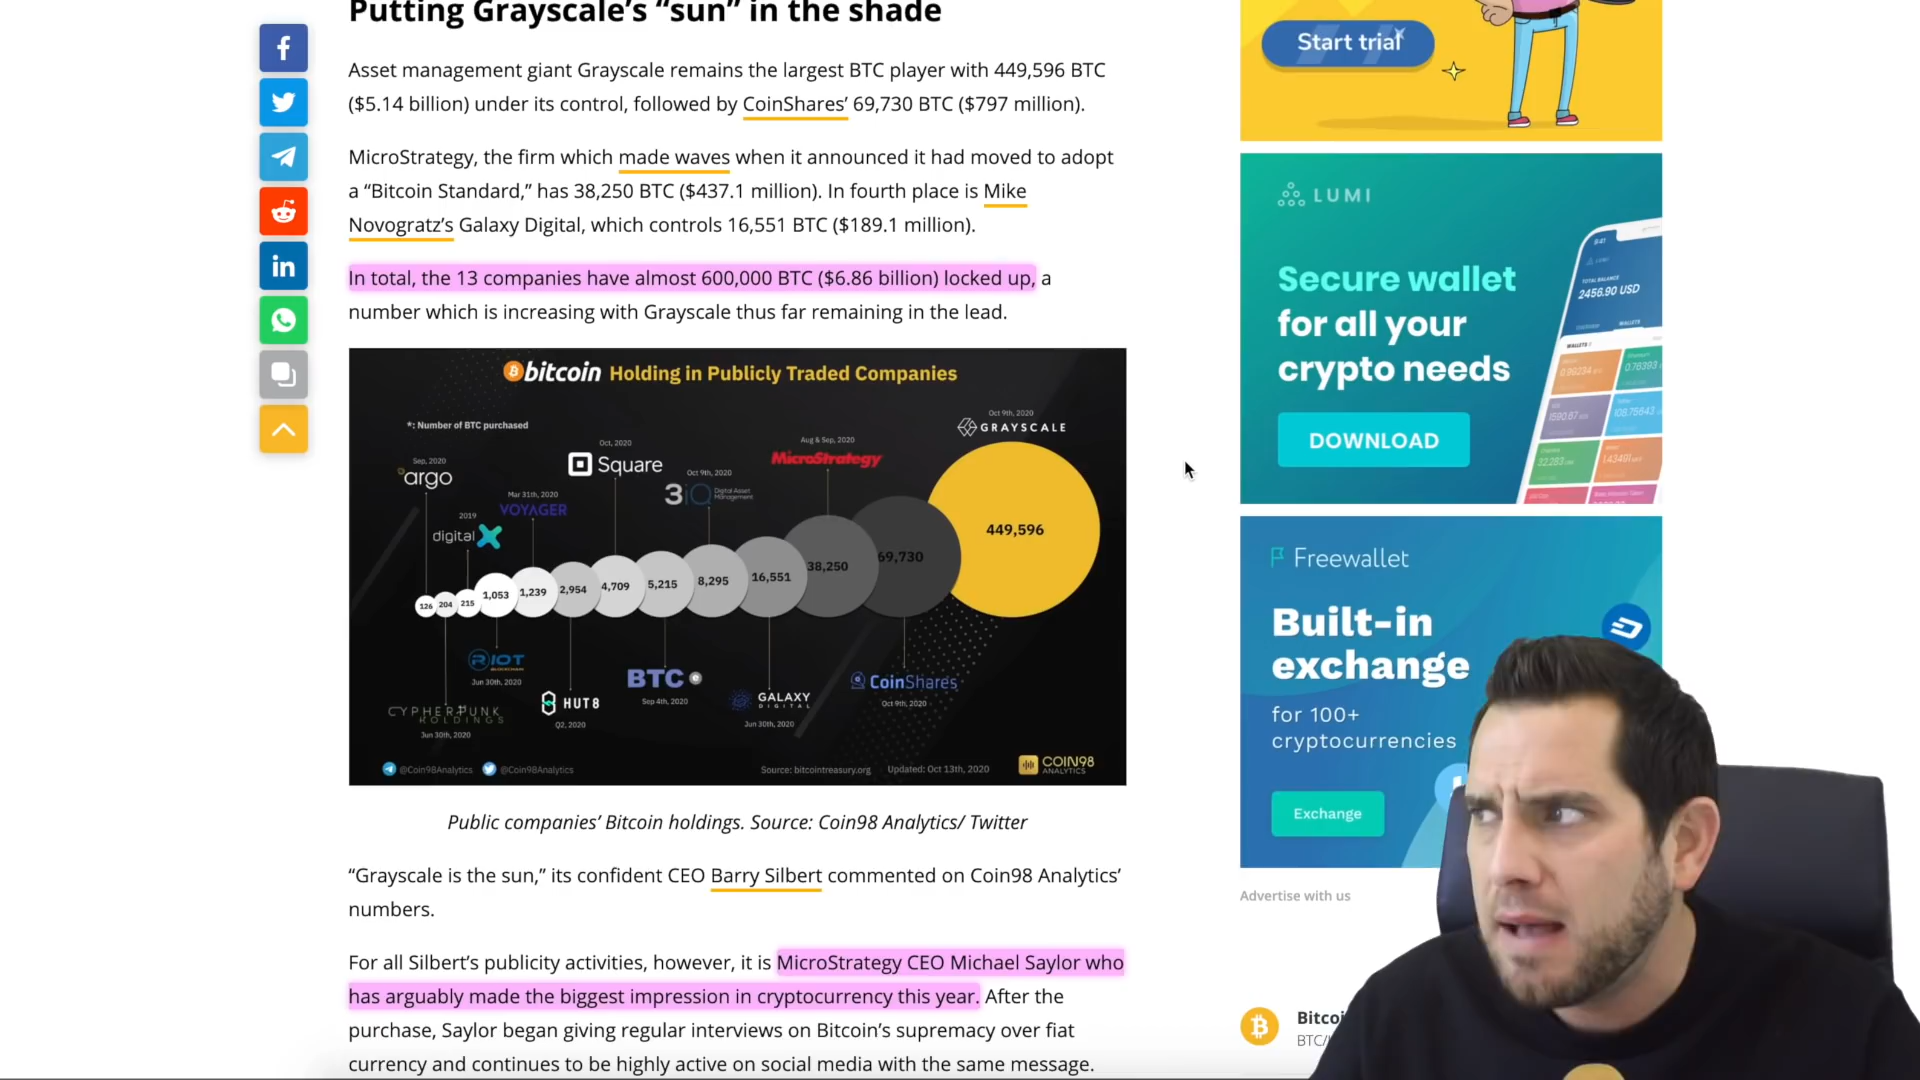 Putting Grayscale’s “sun” in the shade
Asset management giant Grayscale remains the largest BTC player with 449,596 BTC
($5.14 billion) under its control, followed by CoinShares’ 69,730 BTC ($797 million).
MicroStrategy, the firm which made waves when it announced it had moved to adopt
a “Bitcoin Standard,” has 38,250 BTC ($437.1 million). In fourth place is Mike
Novogratz’s Galaxy Digital, which controls 16,551 BTC ($189.1 million).
In total, the 13 companies have almost 600,000 BTC ($6.86 billion) locked up, a
number which is increasing with Grayscale thus far remaining in the lead.
bitcoin Holding in Publicly Traded Companies
*: Number of BTC purchased
Oct 9th, 2020
GRAYSCALE
Aug & Sep, 2020
MicroStrategy
Oct, 2020
Square
Oct 9th, 2020
3iQ Digital Asset
Management
Sep, 2020
argo
Mar 31th, 2020
VOYAGER
2019
digital X
126
204
215
1,053
1,239
2,954
4,709
5,215
8,295
16,551
38,250
69,730
449,596
RIOT
BLOCKCHAIN
Jun 30th, 2020
CYPHERPUNK
HOLDINGS
Jun 30th, 2020
HUT8
Q2, 2020
BTC e
Sep 4th, 2020
GALAXY
DIGITAL
Jun 30th, 2020
CoinShares
Oct 9th, 2020
@Coin98Analytics
@Coin98Analytics
Source: bitcointreasury.org
Updated: Oct 13th, 2020
COIN98
ANALYTICS
Public companies’ Bitcoin holdings. Source: Coin98 Analytics/ Twitter
“Grayscale is the sun,” its confident CEO Barry Silbert commented on Coin98 Analytics’
numbers.
For all Silbert’s publicity activities, however, it is MicroStrategy CEO Michael Saylor who
has arguably made the biggest impression in cryptocurrency this year. After the
purchase, Saylor began giving regular interviews on Bitcoin’s supremacy over fiat
currency and continues to be highly active on social media with the same message.
Start trial
LUMI
Secure wallet
for all your
crypto needs
DOWNLOAD
9:41
LUMI
TOTAL BALANCE
2456.90 USD
WALLETS
Freewallet
Built-in
exchange
for 100+
cryptocurrencies
Exchange
Advertise with us
Bitcoi
BTC/